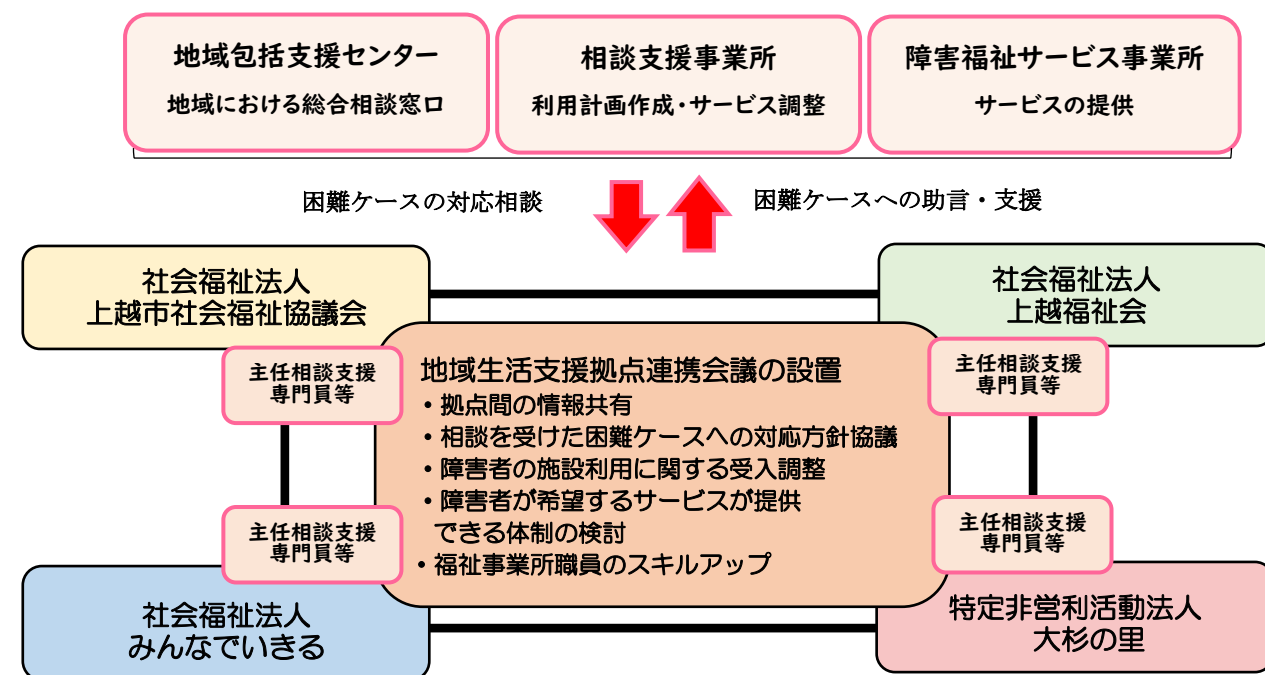 地域包括支援センター
地域における総合相談窓口
相談支援事業所
利用計画作成・サービス調整
障害福祉サービス事業所
サービスの提供
困難ケースの対応相談
困難ケースへの助言・支援
社会福祉法人
上越市社会福祉協議会
社会福祉法人
上越福祉会
主任相談支援
専門員等
主任相談支援
専門員等
地域生活支援拠点連携会議の設置
・拠点間の情報共有
・相談を受けた困難ケースへの対応方針協議
・障害者の施設利用に関する受入調整
・障害者が希望するサービスが提供
できる体制の検討
・福祉事業所職員のスキルアップ
主任相談支援
専門員等
主任相談支援
専門員等
社会福祉法人
みんなでいきる
特定非営利活動法人
大杉の里